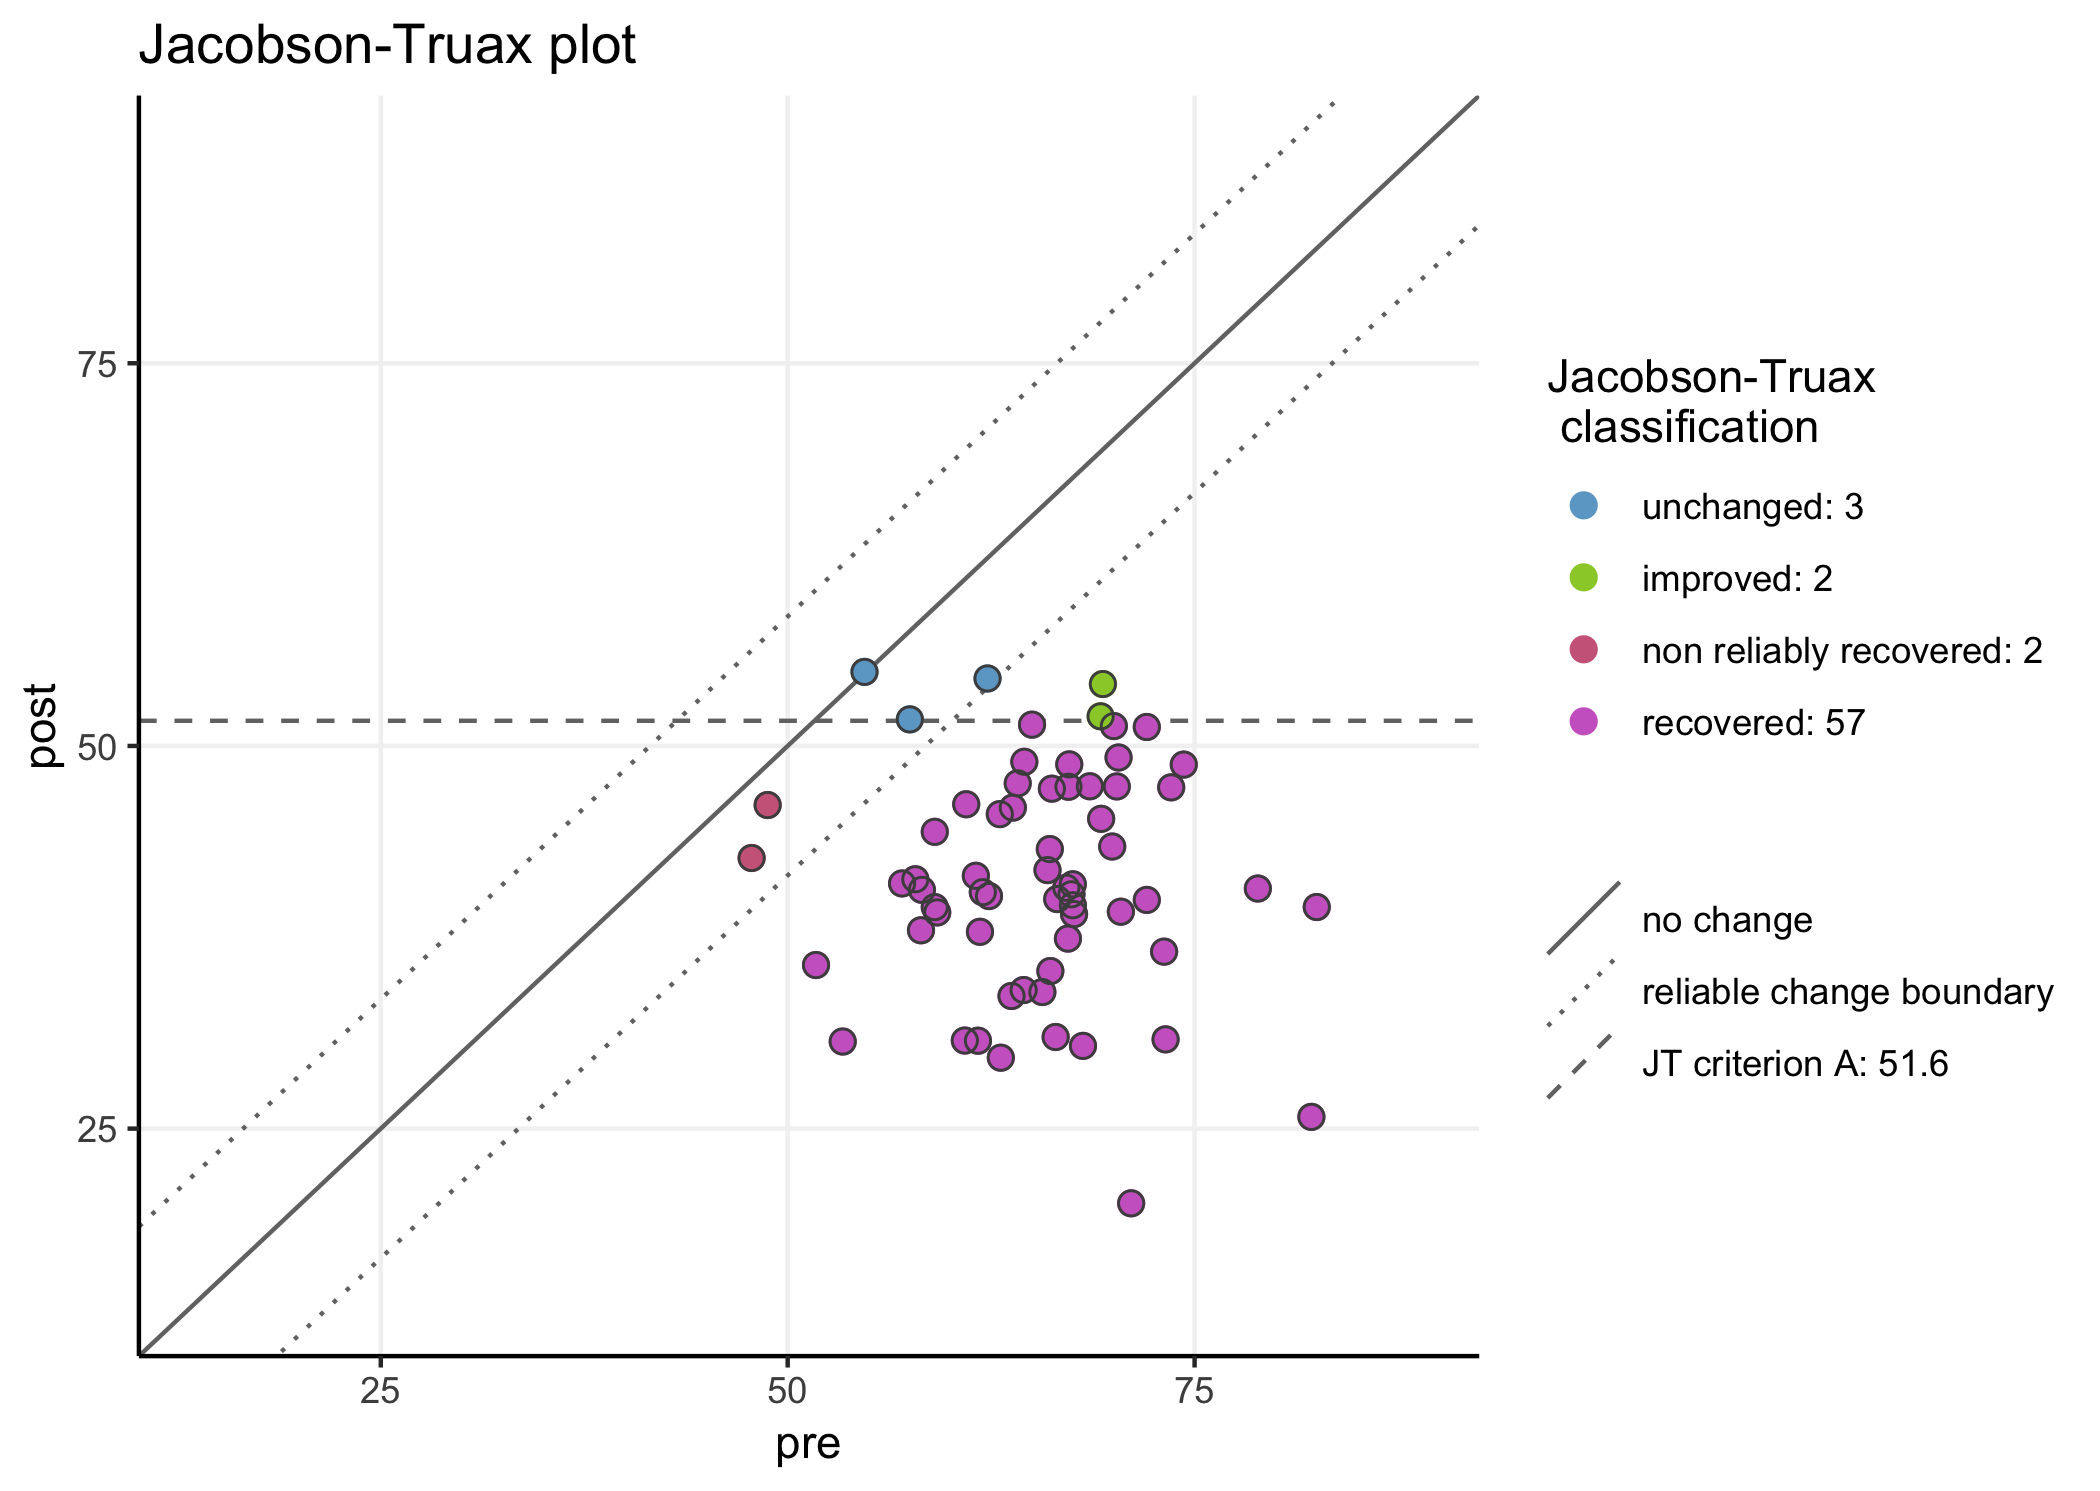 Jacobson-Truax plot
75
50
25
post
25
50
75
pre
Jacobson-Truax
classification
unchanged: 3
improved: 2
non reliably recovered: 2
recovered: 57
no change
reliable change boundary
JT criterion A: 51.6